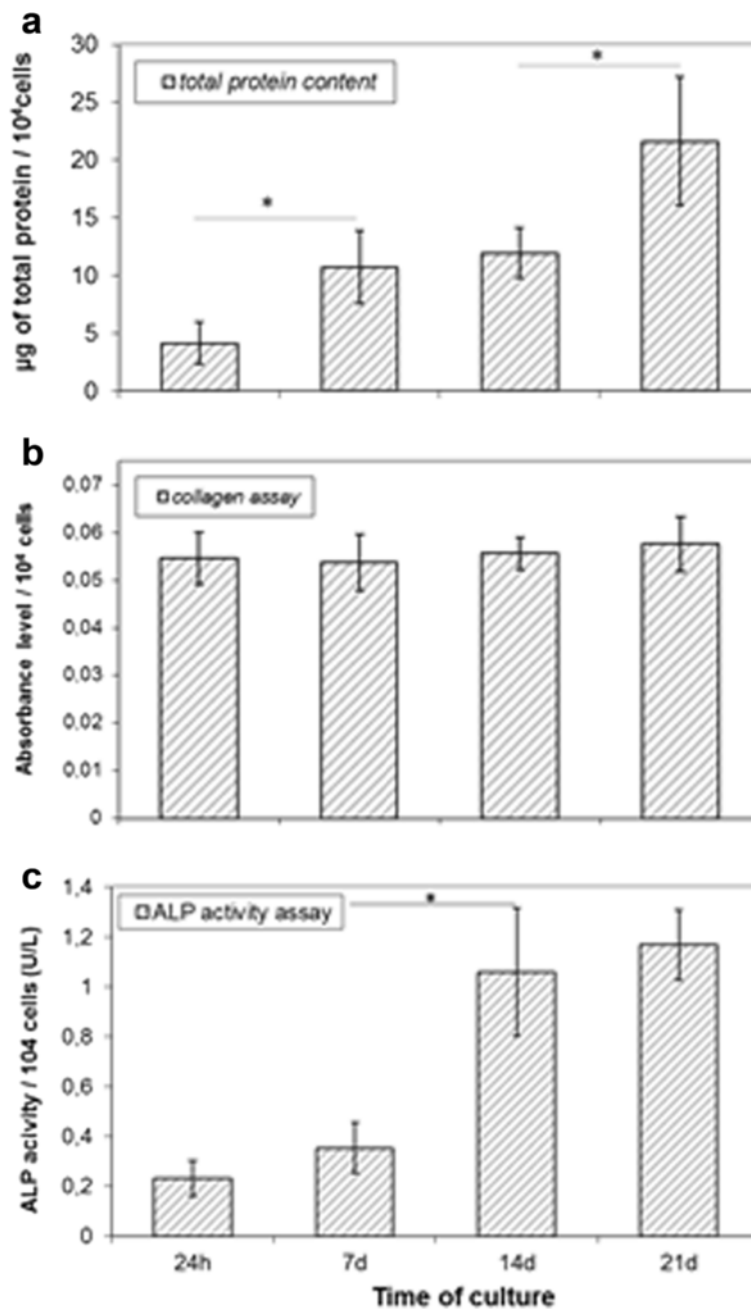 a
30
25
20
15
10
5
0
µg of total protein / 10⁴cells
total protein content
*
*
b
0,07
0,06
0,05
0,04
0,03
0,02
0,01
0
Absorbance level / 10⁴ cells
collagen assay
c
1,4
1,2
1
0,8
0,6
0,4
0,2
0
ALP acivity / 104 cells (U/L)
ALP activity assay
*
24h 7d 14d 21d
Time of culture